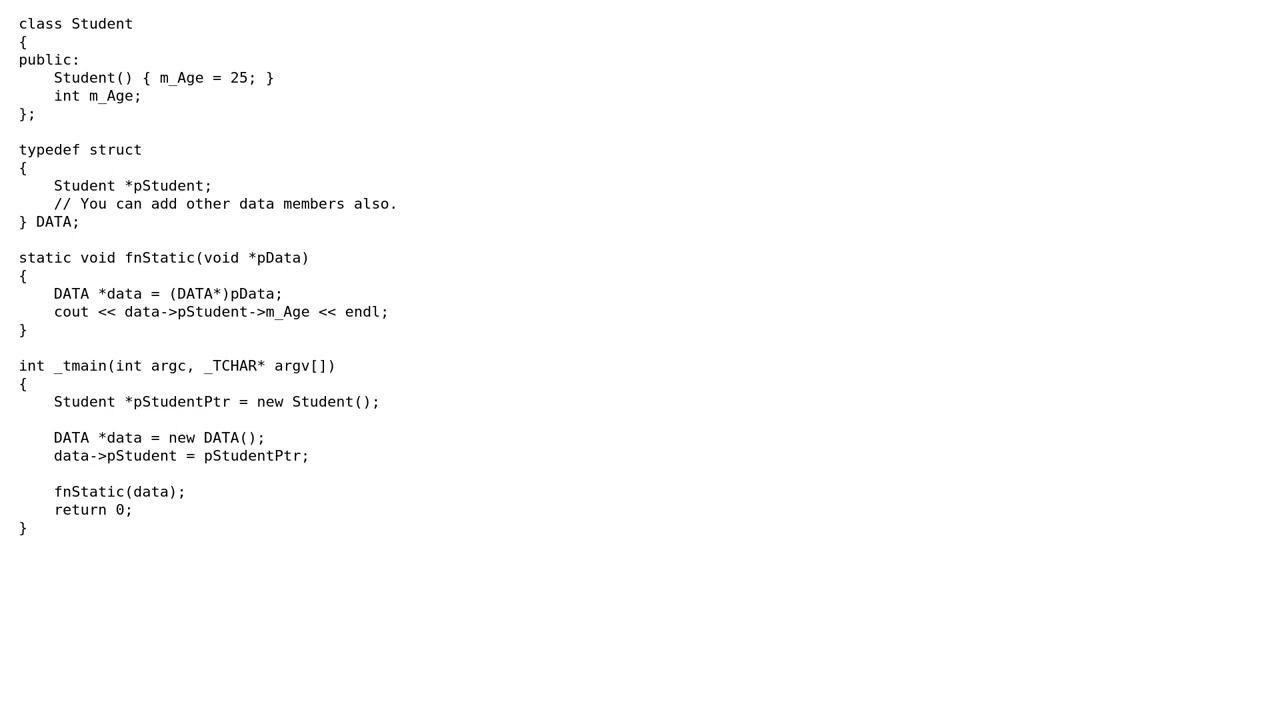 class Student
{
public:
    Student() { m_Age = 25; }
    int m_Age;
};

typedef struct
{
    Student *pStudent;
    // You can add other data members also.
} DATA;

static void fnStatic(void *pData)
{
    DATA *data = (DATA*)pData;
    cout << data->pStudent->m_Age << endl;
}

int _tmain(int argc, _TCHAR* argv[])
{
    Student *pStudentPtr = new Student();

    DATA *data = new DATA();
    data->pStudent = pStudentPtr;

    fnStatic(data);
    return 0;
}